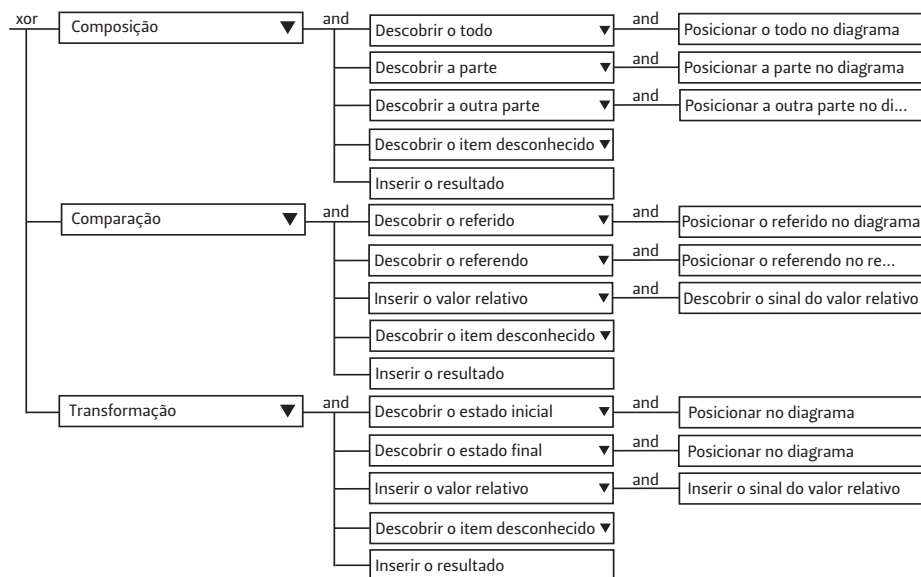 xor
Composição
and
Descobrir o todo
and
Posicionar o todo no diagrama
Descobrir a parte
and
Posicionar a parte no diagrama
Descobrir a outra parte
and
Posicionar a outra parte no di...
Descobrir o item desconhecido
Inserir o resultado
Comparação
and
Descobrir o referido
and
Posicionar o referido no diagrama
Descobrir o referendo
and
Posicionar o referendo no re...
Inserir o valor relativo
and
Descobrir o sinal do valor relativo
Descobrir o item desconhecido
Inserir o resultado
Transformação
and
Descobrir o estado inicial
and
Posicionar no diagrama
Descobrir o estado final
and
Posicionar no diagrama
Inserir o valor relativo
and
Inserir o sinal do valor relativo
Descobrir o item desconhecido
Inserir o resultado